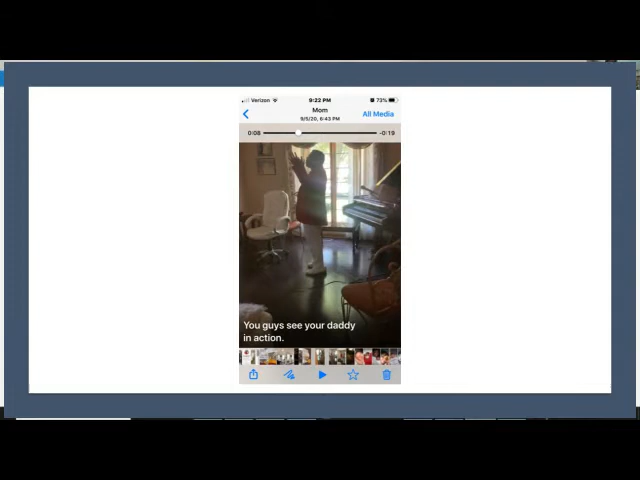 Verizon
9:22 PM
73%
Mom
9/5/20, 6:43 PM
All Media
0:08
-0:19
You guys see your daddy
in action.